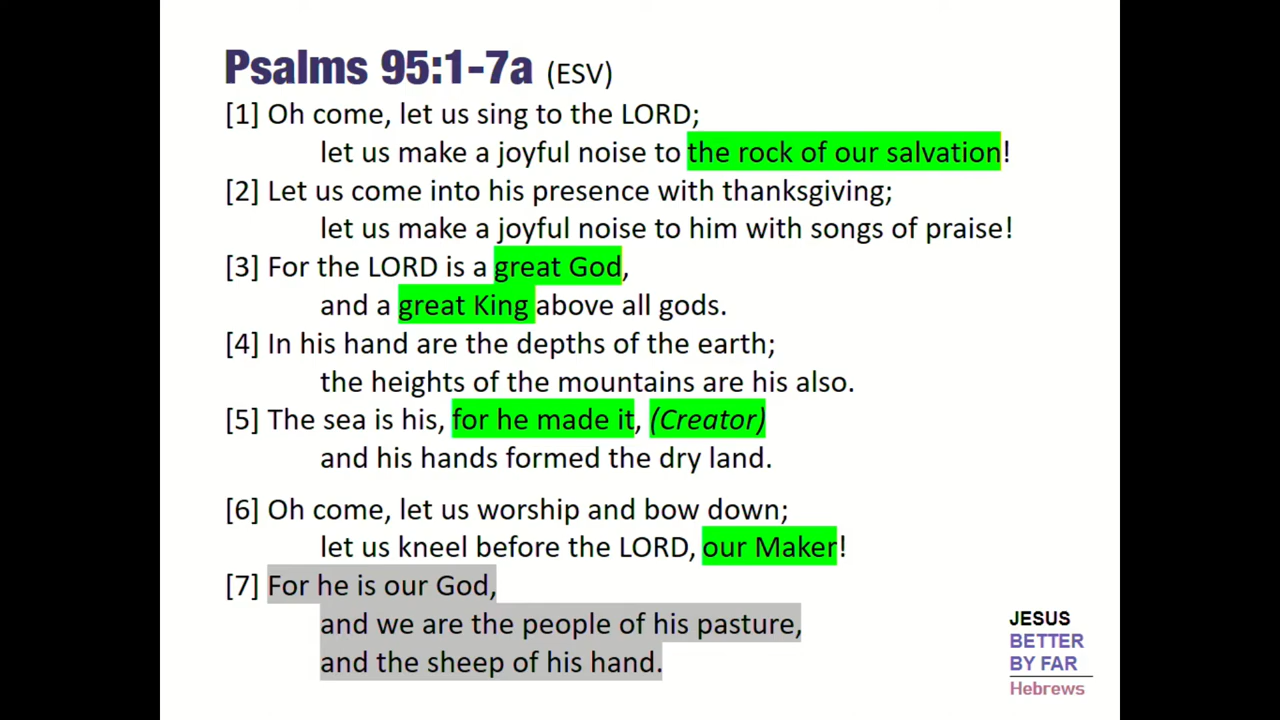 Psalms 95:1-7a (ESV)
[1] Oh come, let us sing to the LORD;
let us make a joyful noise to the rock of our salvation!
[2] Let us come into his presence with thanksgiving;
let us make a joyful noise to him with songs of praise!
[3] For the LORD is a great God,
and a great King above all gods.
[4] In his hand are the depths of the earth;
the heights of the mountains are his also.
[5] The sea is his, for he made it, (Creator)
and his hands formed the dry land.
[6] Oh come, let us worship and bow down;
let us kneel before the LORD, our Maker!
[7] For he is our God,
and we are the people of his pasture,
and the sheep of his hand.
JESUS
BETTER
BY FAR
Hebrews